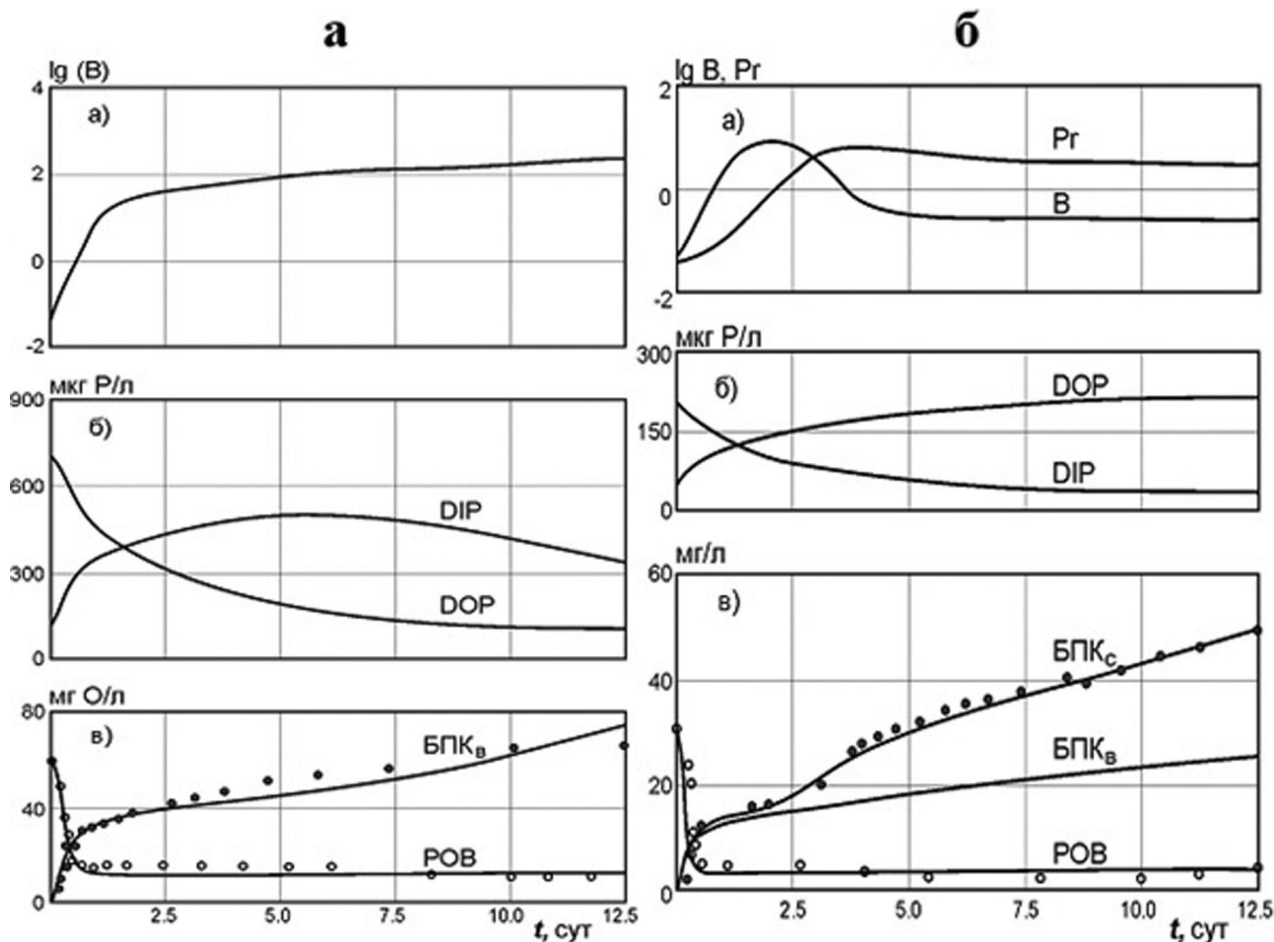 а
lg (B)
4
а)
2
0
-2
мкг Р/л
900
б)
600
DIP
300
DOP
0
мг О/л
80
в)
БПКв
40
РОВ
0
2.5
5.0
7.5
10.0
12.5
t, сут
б
lg B, Pr
2
а)
Pr
0
B
-2
мкг Р/л
300
б)
DOP
150
DIP
0
мг/л
60
в)
БПКс
40
БПКв
20
РОВ
0
2.5
5.0
7.5
10.0
12.5
t, сут